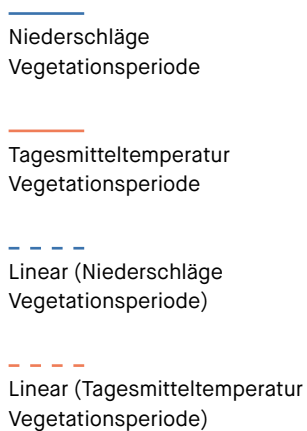 Niederschläge
Vegetationsperiode
Tagesmitteltemperatur
Vegetationsperiode
Linear (Niederschläge
Vegetationsperiode)
Linear (Tagesmitteltemperatur
Vegetationsperiode)